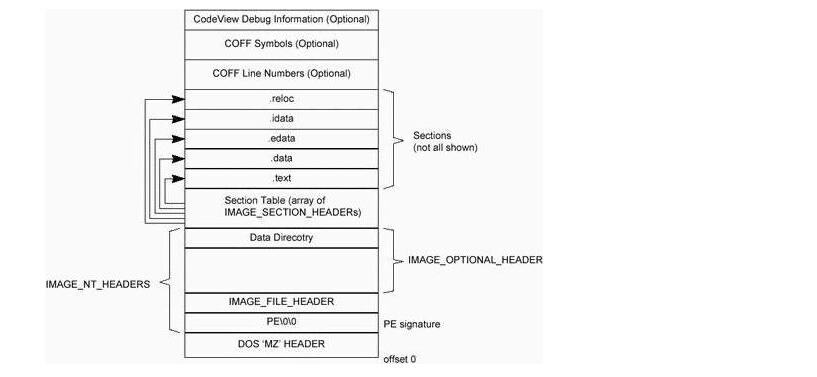 CodeView Debug Information (Optional)
COFF Symbols (Optional)
COFF Line Numbers (Optional)
.reloc
.idata
.edata
.data
.text
Sections
(not all shown)
Section Table (array of
IMAGE_SECTION_HEADERs)
Data Direcotry
IMAGE_OPTIONAL_HEADER
IMAGE_NT_HEADERS
IMAGE_FILE_HEADER
PE\0\0
PE signature
DOS ‘MZ’ HEADER
offset 0